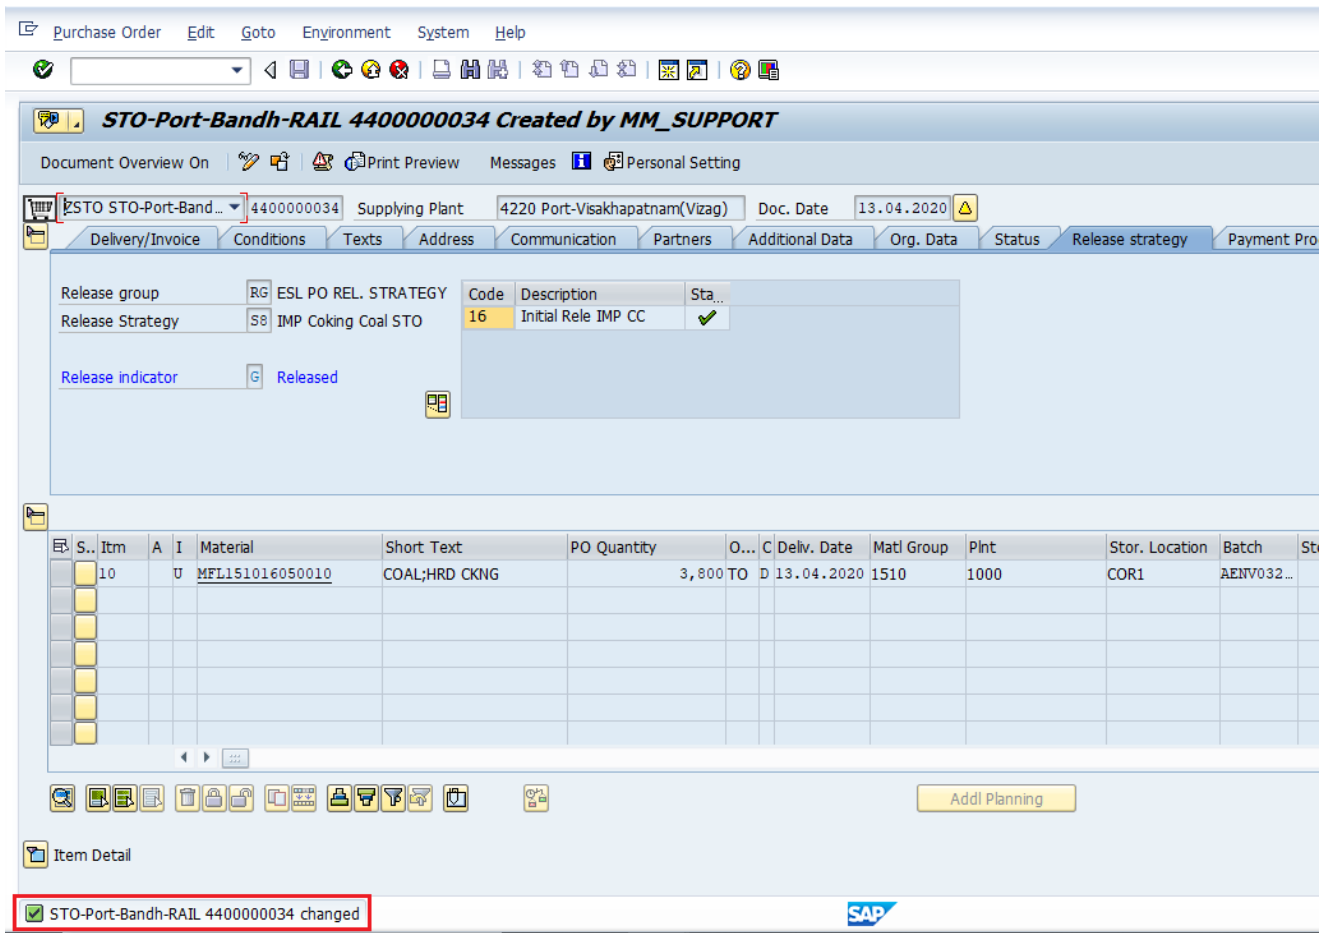 Purchase Order Edit Goto Environment System Help
STO-Port-Bandh-RAIL 4400000034 Created by MM_SUPPORT
Document Overview On Print Preview Messages Personal Setting
ZSTO STO-Port-Band... 4400000034 Supplying Plant 4220 Port-Visakhapatnam(Vizag) Doc. Date 13.04.2020
Delivery/Invoice Conditions Texts Address Communication Partners Additional Data Org. Data Status Release strategy Payment Pro
Release group RG ESL PO REL. STRATEGY Code Description Sta...
Release Strategy S8 IMP Coking Coal STO 16 Initial Rele IMP CC
Release indicator G Released
S.. Itm A I Material Short Text PO Quantity O... C Deliv. Date Matl Group Plnt Stor. Location Batch Sto
10 U MFL151016050010 COAL;HRD CKNG 3,800 TO D 13.04.2020 1510 1000 COR1 AENV032...
Addl Planning
Item Detail
STO-Port-Bandh-RAIL 4400000034 changed SAP